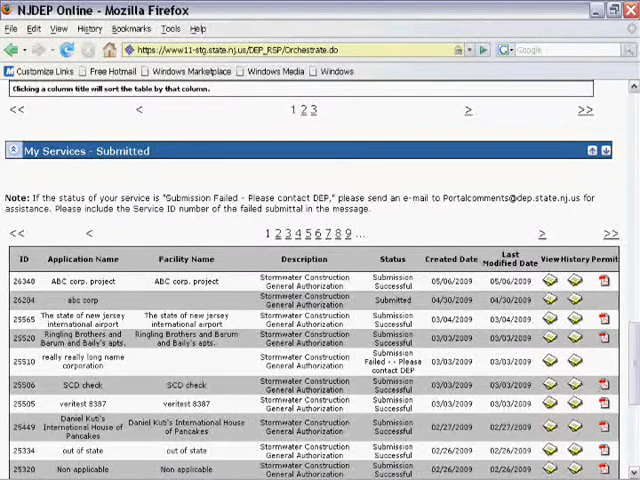 NJDEP Online - Mozilla Firefox
File Edit View History Bookmarks Tools Help
https://www11-stg.state.nj.us/DEP_RSP/Orchestrate.do
Google
Customize Links Free Hotmail Windows Marketplace Windows Media Windows
Clicking a column title will sort the table by that column.
<< < 1 2 3 > >>
My Services - Submitted
Note: If the status of your service is "Submission Failed - Please contact DEP," please send an e-mail to Portalcomments@dep.state.nj.us for
assistance. Please include the Service ID number of the failed submittal in the message.
<< < 1 2 3 4 5 6 7 8 9 ... > >>
ID Application Name Facility Name Description Status Created Date Last Modified Date View History Permit
26348 ABC corp. project ABC corp. project Stormwater Construction General Authorization Submission Successful 05/06/2009 05/06/2009
26284 abc corp Stormwater Construction General Authorization Submitted 04/30/2009 04/30/2009
25565 The state of new jersey international airport The state of new jersey international airport Stormwater Construction General Authorization Submission Successful 03/04/2009 03/04/2009
25520 Ringling Brothers and Barum and Baily's apts. Ringling Brothers and Barum and Baily's apts. Stormwater Construction General Authorization Submission Successful 03/03/2009 03/03/2009
25510 really really long name corporation Stormwater Construction General Authorization Submission Failed - - Please contact DEP 03/03/2009 03/03/2009
25506 SCD check SCD check Stormwater Construction General Authorization Submission Successful 03/03/2009 03/03/2009
25505 veritest 8387 veritest 8387 Stormwater Construction General Authorization Submission Successful 03/03/2009 03/03/2009
25449 Daniel Kuti's International House of Pancakes Daniel Kuti's International House of Pancakes Stormwater Construction General Authorization Submission Successful 02/27/2009 02/27/2009
25334 out of state out of state Stormwater Construction General Authorization Submission Successful 02/26/2009 02/26/2009
25320 Non applicable Non applicable Stormwater Construction General Authorization Submission Successful 02/26/2009 02/26/2009